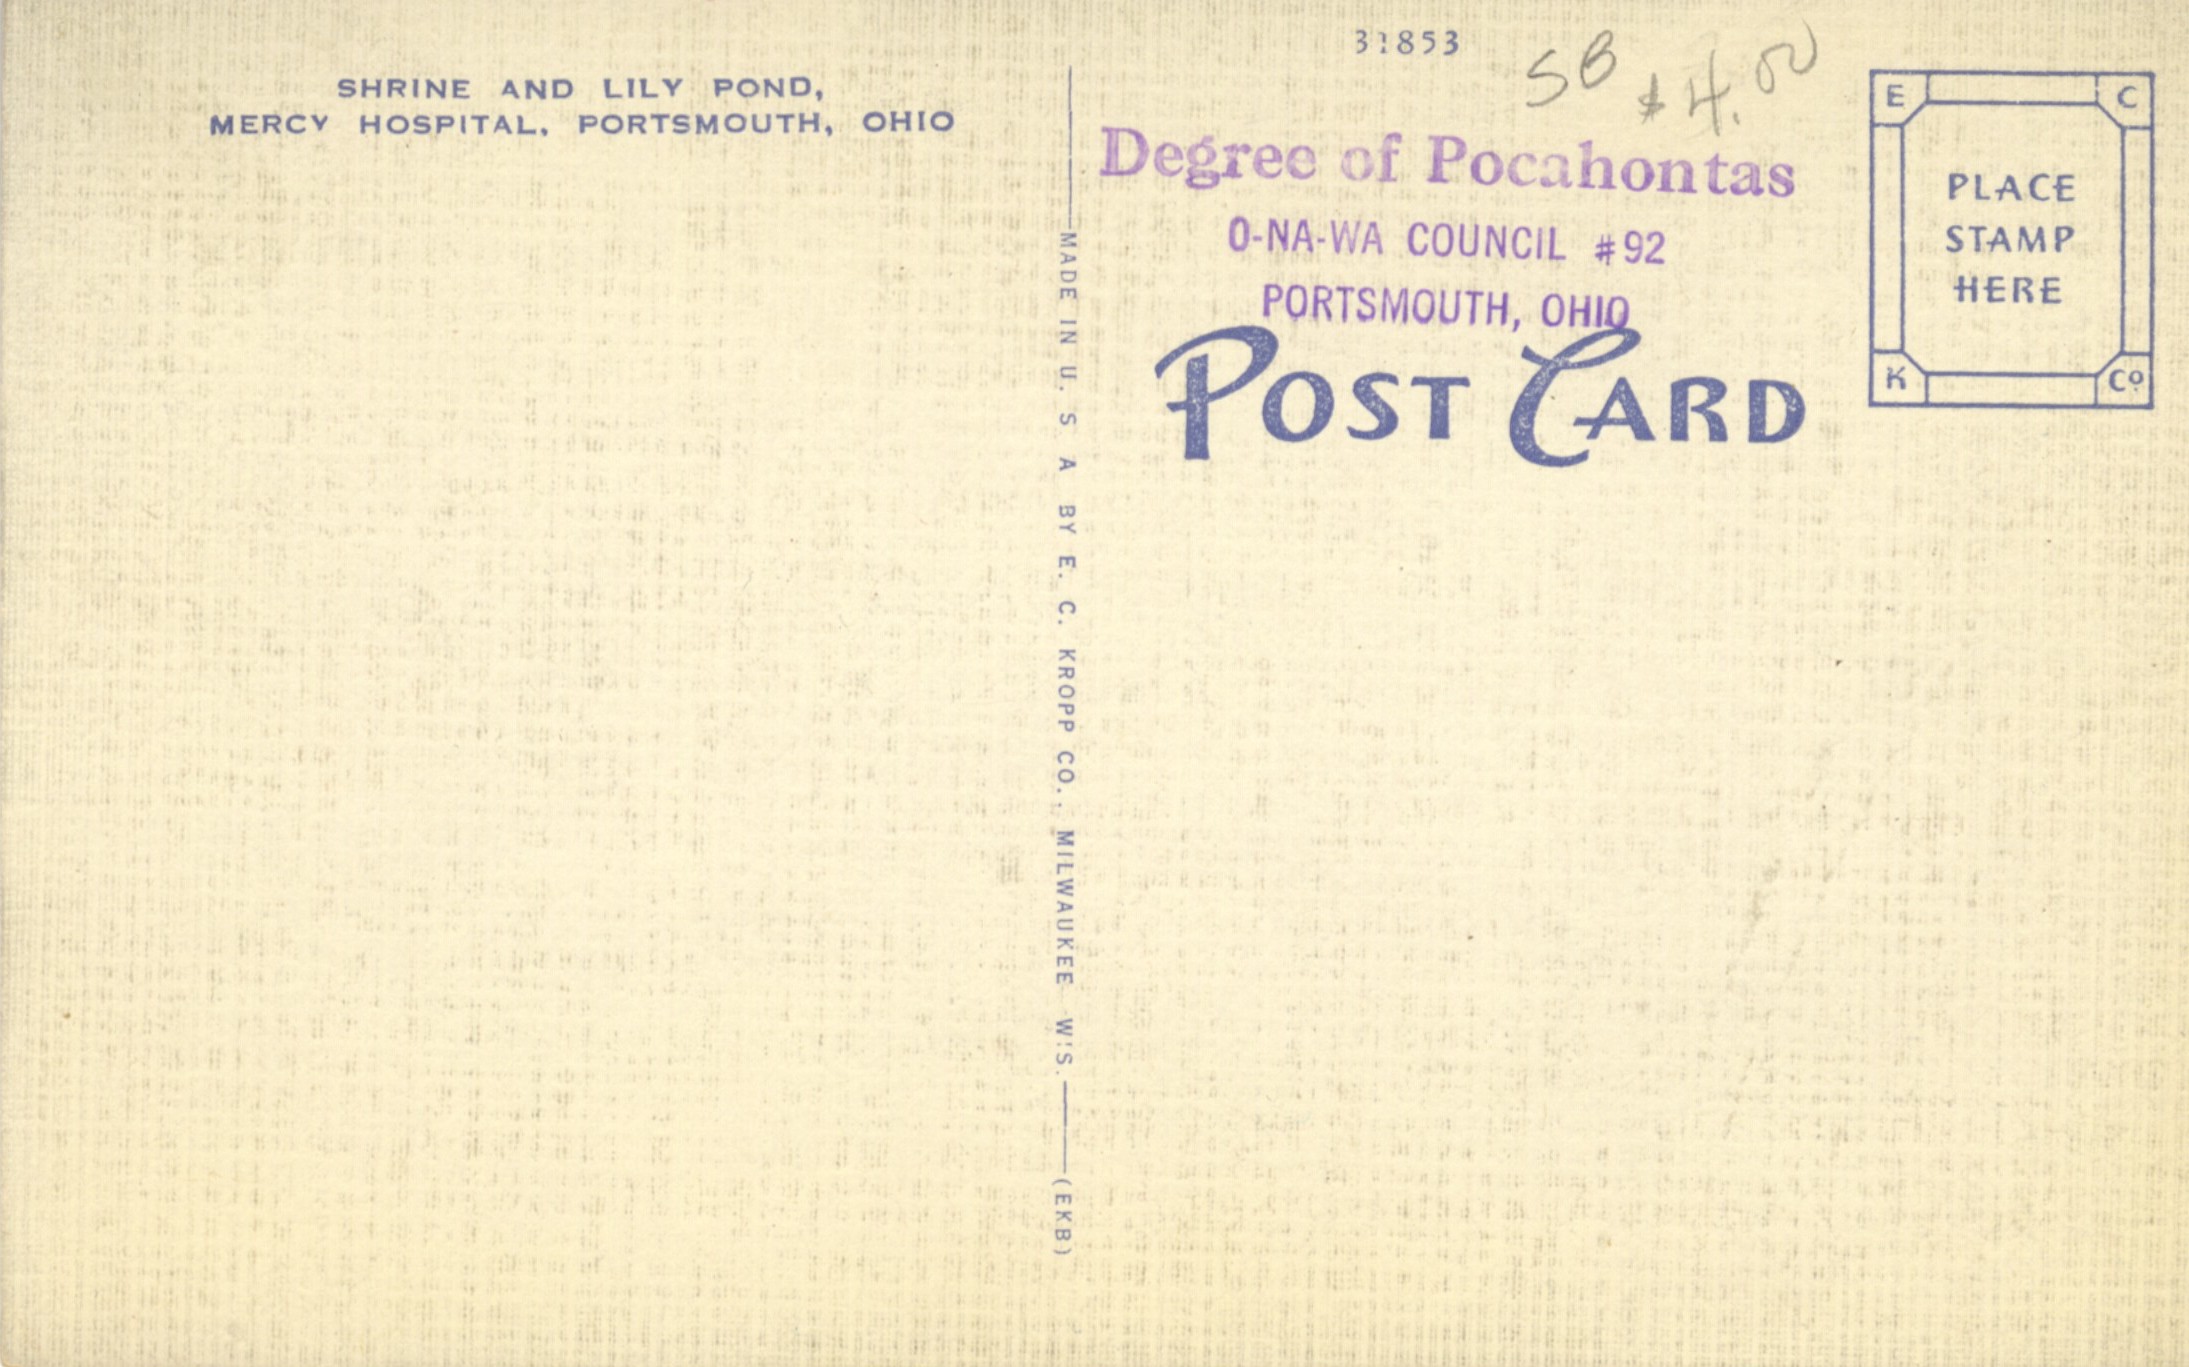 SHRINE AND LILY POND,
MERCY HOSPITAL, PORTSMOUTH, OHIO
MADE IN U. S. A BY E. C. KROPP CO., MILWAUKEE WIS. (EKB)
31853
SB $4.00
Degree of Pocahontas
O-NA-WA COUNCIL #92
PORTSMOUTH, OHIO
POST CARD
E C
PLACE
STAMP
HERE
K Co